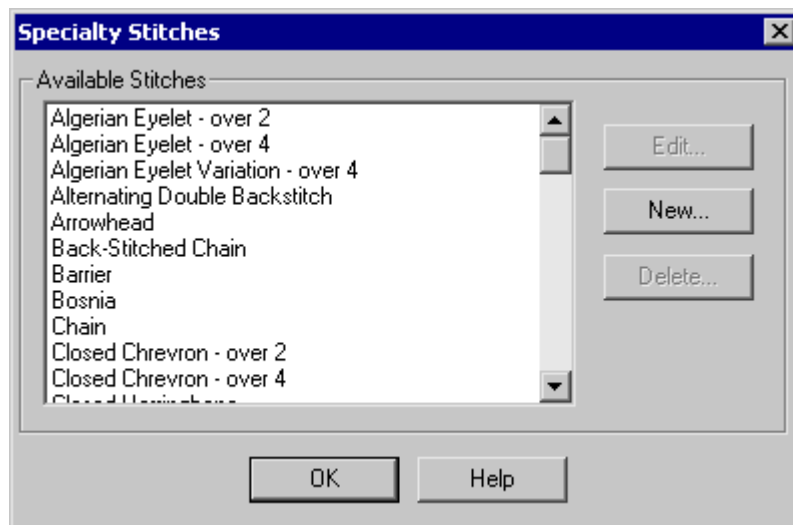 Specialty Stitches
Available Stitches
Algerian Eyelet - over 2
Algerian Eyelet - over 4
Algerian Eyelet Variation - over 4
Alternating Double Backstitch
Arrowhead
Back-Stitched Chain
Barrier
Bosnia
Chain
Closed Chrevron - over 2
Closed Chrevron - over 4
Edit...
New...
Delete...
OK
Help